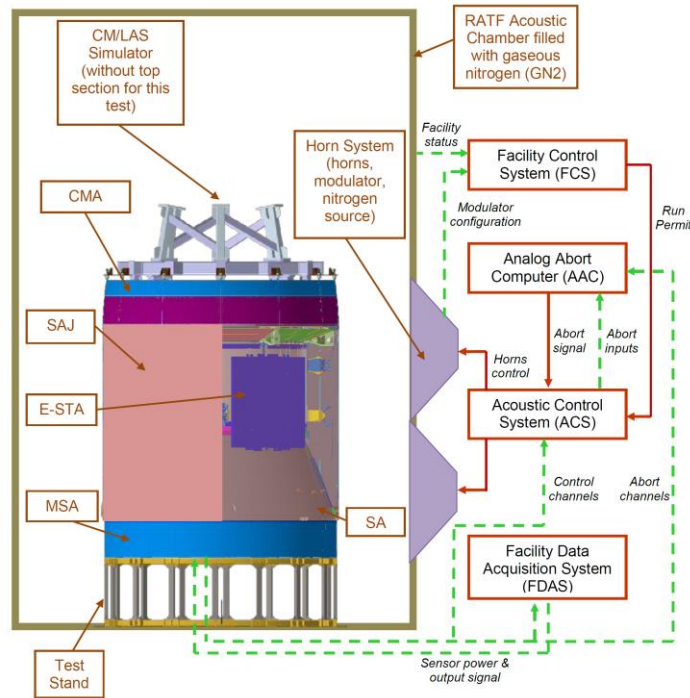 CM/LAS
Simulator
(without top
section for this
test)
RATF Acoustic
Chamber filled
with gaseous
nitrogen (GN2)
Horn System
(horns,
modulator,
nitrogen
source)
Facility
status
Facility Control
System (FCS)
CMA
Modulator
configuration
Run
Permit
Analog Abort
Computer (AAC)
SAJ
Abort
signal
Abort
inputs
Horns
control
E-STA
Acoustic Control
System (ACS)
Control
channels
Abort
channels
MSA
SA
Facility Data
Acquisition System
(FDAS)
Test
Stand
Sensor power &
output signal